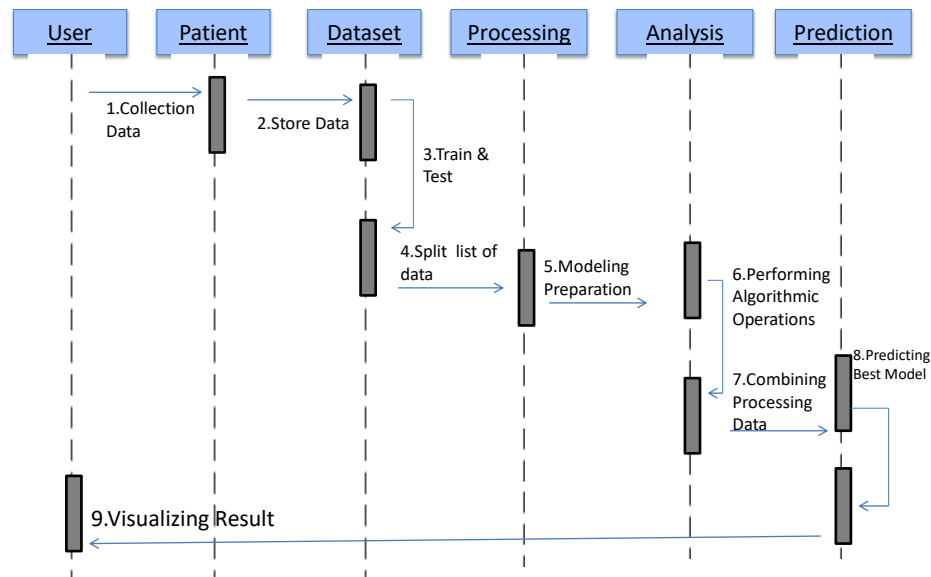 User
Patient
Dataset
Processing
Analysis
Prediction
1.Collection
Data
2.Store Data
3.Train &
Test
4.Split list of
data
5.Modeling
Preparation
6.Performing
Algorithmic
Operations
7.Combining
Processing
Data
8.Predicting
Best Model
9.Visualizing Result